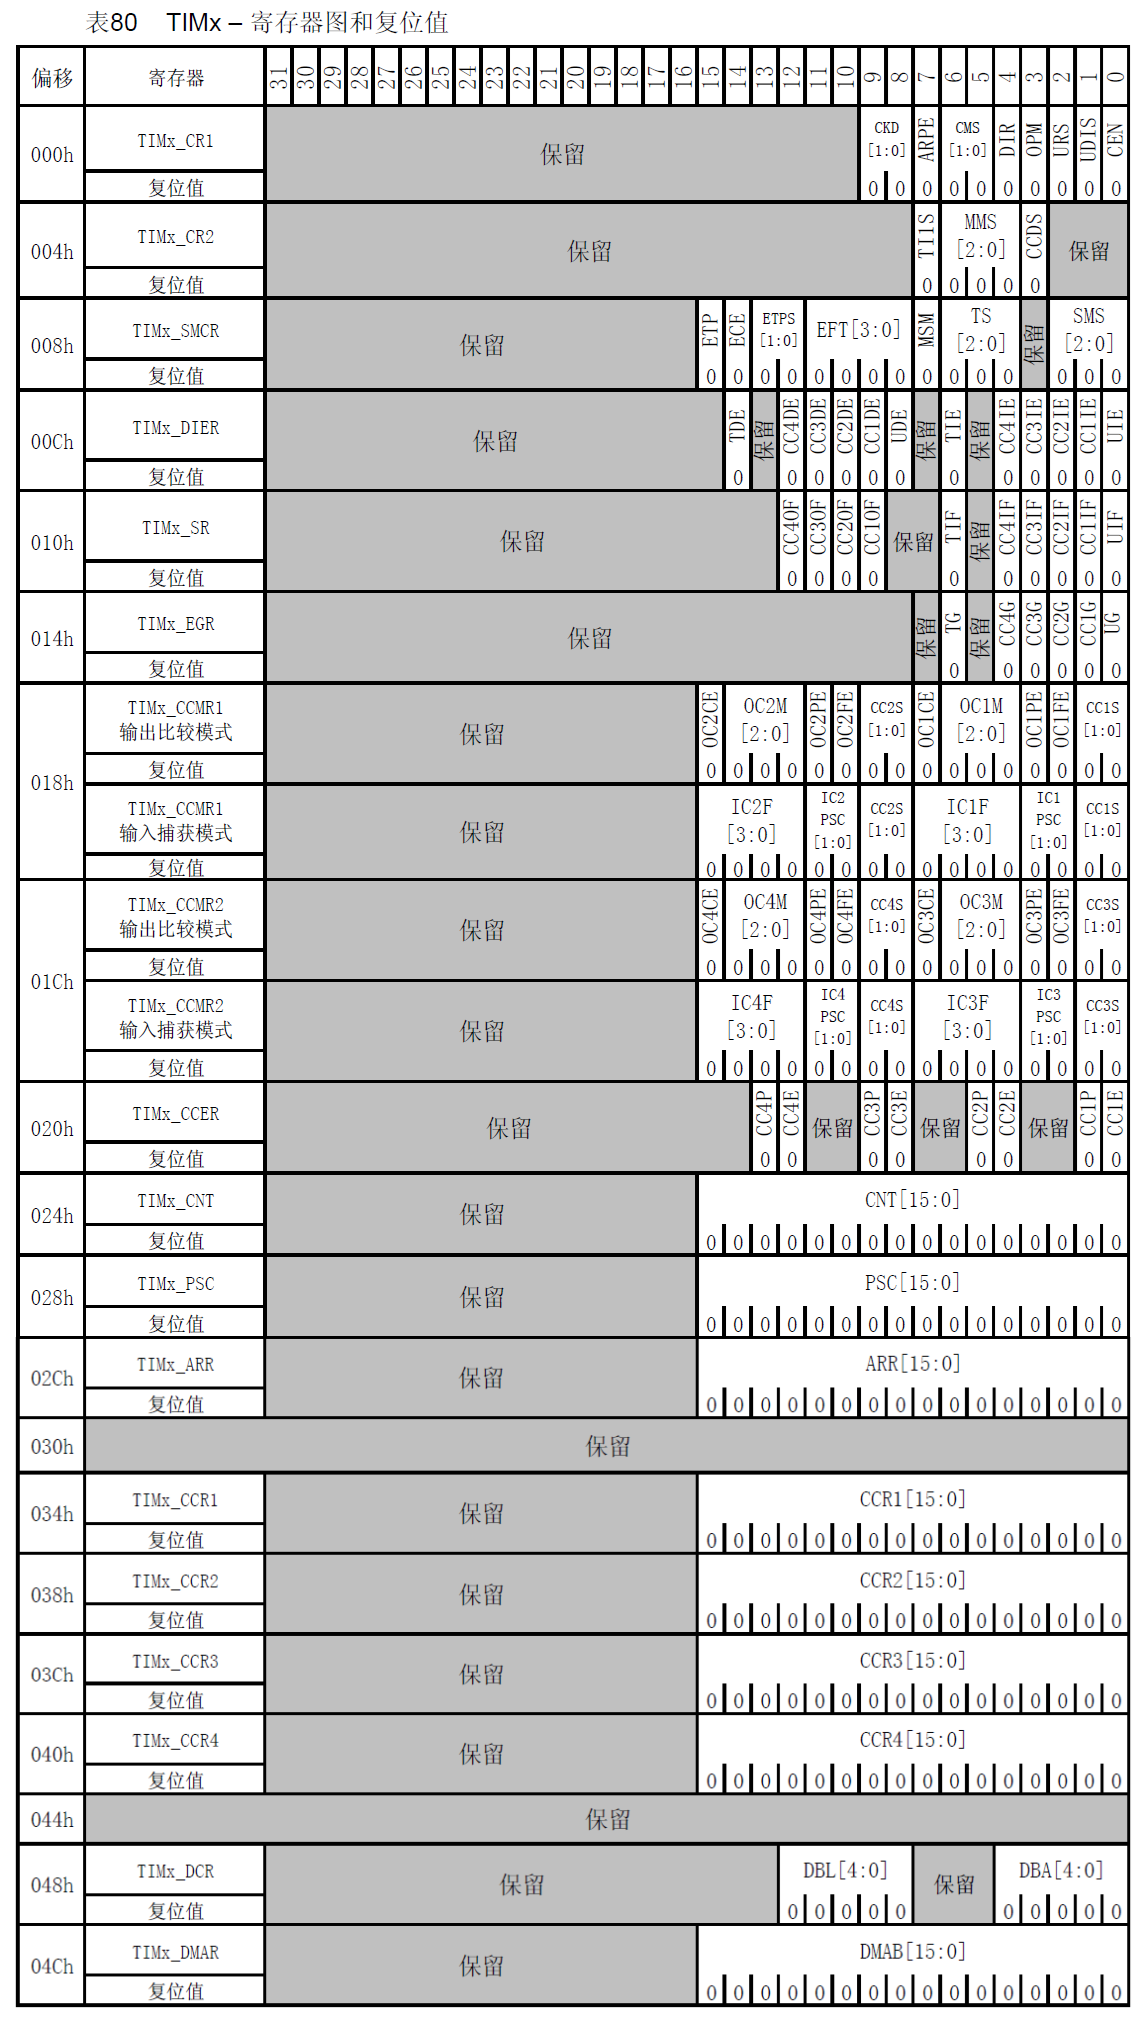 表80 TIMx – 寄存器图和复位值
偏移 寄存器 31 30 29 28 27 26 25 24 23 22 21 20 19 18 17 16 15 14 13 12 11 10 9 8 7 6 5 4 3 2 1 0
000h TIMx_CR1 保留 CKD [1:0] ARPE CMS [1:0] DIR OPM URS UDIS CEN
复位值 0 0 0 0 0 0 0 0 0 0
004h TIMx_CR2 保留 TI1S MMS [2:0] CCDS 保留
复位值 0 0 0 0 0
008h TIMx_SMCR 保留 ETP ECE ETPS [1:0] EFT[3:0] MSM TS [2:0] 保留 SMS [2:0]
复位值 0 0 0 0 0 0 0 0 0 0 0 0 0 0 0
00Ch TIMx_DIER 保留 TDE 保留 CC4DE CC3DE CC2DE CC1DE UDE 保留 TIE 保留 CC4IE CC3IE CC2IE CC1IE UIE
复位值 0 0 0 0 0 0 0 0 0 0 0 0
010h TIMx_SR 保留 CC4OF CC3OF CC2OF CC1OF 保留 TIF 保留 CC4IF CC3IF CC2IF CC1IF UIF
复位值 0 0 0 0 0 0 0 0 0 0
014h TIMx_EGR 保留 保留 TG 保留 CC4G CC3G CC2G CC1G UG
复位值 0 0 0 0 0 0
018h TIMx_CCMR1 输出比较模式 保留 OC2CE OC2M [2:0] OC2PE OC2FE CC2S [1:0] OC1CE OC1M [2:0] OC1PE OC1FE CC1S [1:0]
复位值 0 0 0 0 0 0 0 0 0 0 0 0 0 0 0 0
TIMx_CCMR1 输入捕获模式 保留 IC2F [3:0] IC2 PSC [1:0] CC2S [1:0] IC1F [3:0] IC1 PSC [1:0] CC1S [1:0]
复位值 0 0 0 0 0 0 0 0 0 0 0 0 0 0 0 0
01Ch TIMx_CCMR2 输出比较模式 保留 OC4CE OC4M [2:0] OC4PE OC4FE CC4S [1:0] OC3CE OC3M [2:0] OC3PE OC3FE CC3S [1:0]
复位值 0 0 0 0 0 0 0 0 0 0 0 0 0 0 0 0
TIMx_CCMR2 输入捕获模式 保留 IC4F [3:0] IC4 PSC [1:0] CC4S [1:0] IC3F [3:0] IC3 PSC [1:0] CC3S [1:0]
复位值 0 0 0 0 0 0 0 0 0 0 0 0 0 0 0 0
020h TIMx_CCER 保留 CC4P CC4E 保留 CC3P CC3E 保留 CC2P CC2E 保留 CC1P CC1E
复位值 0 0 0 0 0 0 0 0
024h TIMx_CNT 保留 CNT[15:0]
复位值 0 0 0 0 0 0 0 0 0 0 0 0 0 0 0 0
028h TIMx_PSC 保留 PSC[15:0]
复位值 0 0 0 0 0 0 0 0 0 0 0 0 0 0 0 0
02Ch TIMx_ARR 保留 ARR[15:0]
复位值 0 0 0 0 0 0 0 0 0 0 0 0 0 0 0 0
030h 保留
034h TIMx_CCR1 保留 CCR1[15:0]
复位值 0 0 0 0 0 0 0 0 0 0 0 0 0 0 0 0
038h TIMx_CCR2 保留 CCR2[15:0]
复位值 0 0 0 0 0 0 0 0 0 0 0 0 0 0 0 0
03Ch TIMx_CCR3 保留 CCR3[15:0]
复位值 0 0 0 0 0 0 0 0 0 0 0 0 0 0 0 0
040h TIMx_CCR4 保留 CCR4[15:0]
复位值 0 0 0 0 0 0 0 0 0 0 0 0 0 0 0 0
044h 保留
048h TIMx_DCR 保留 DBL[4:0] 保留 DBA[4:0]
复位值 0 0 0 0 0 0 0 0 0 0
04Ch TIMx_DMAR 保留 DMAB[15:0]
复位值 0 0 0 0 0 0 0 0 0 0 0 0 0 0 0 0